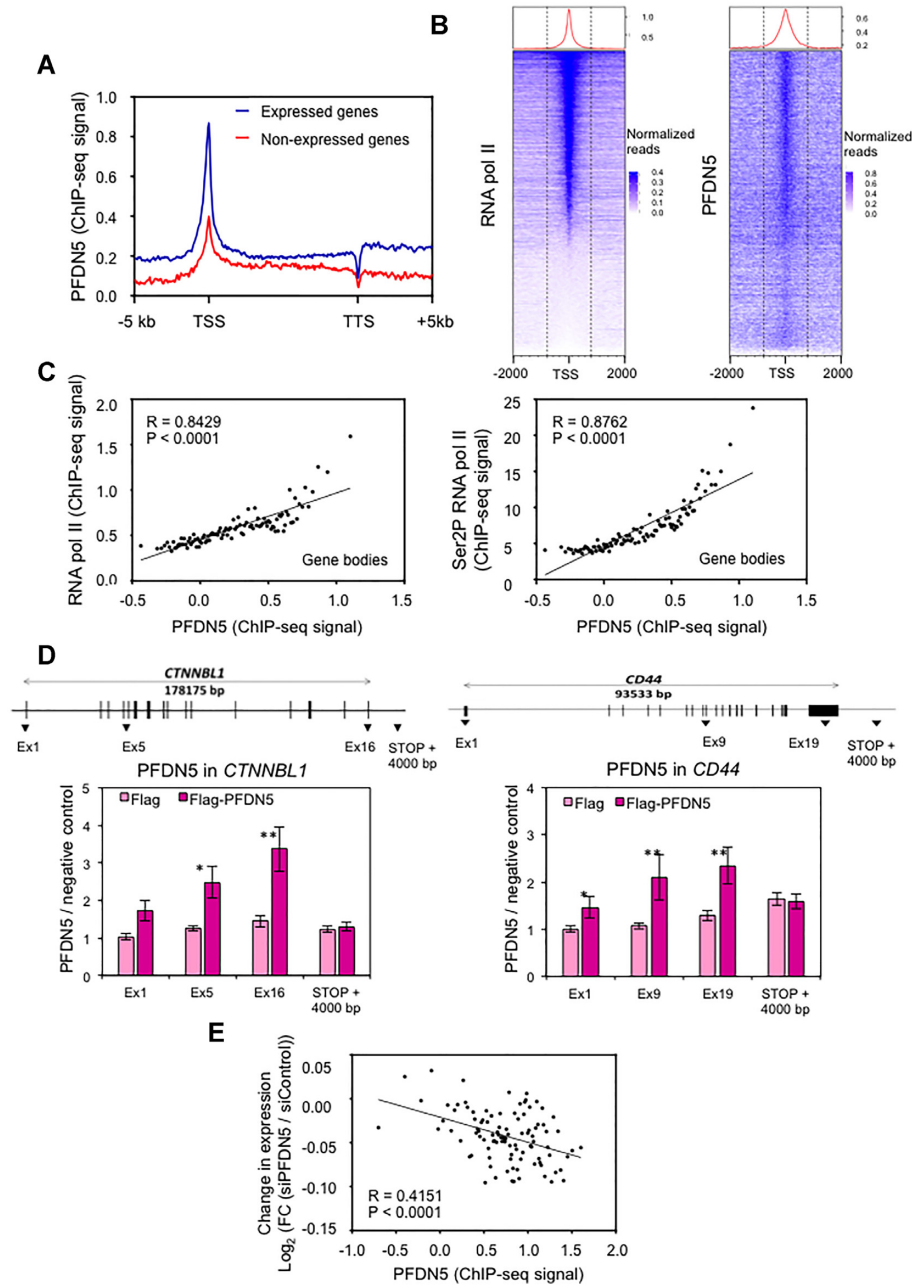 A
PFDN5 (ChIP-seq signal)
1.0
0.8
0.6
0.4
0.2
0.0
Expressed genes
Non-expressed genes
-5 kb
TSS
TTS
+5kb
B
1.0
0.5
RNA pol II
Normalized
reads
0.4
0.3
0.2
0.1
0.0
-2000
TSS
2000
0.6
0.4
0.2
PFDN5
Normalized
reads
0.8
0.6
0.4
0.2
0.0
-2000
TSS
2000
C
RNA pol II (ChIP-seq signal)
2.0
1.5
1.0
0.5
0.0
R = 0.8429
P < 0.0001
Gene bodies
-0.5
0.0
0.5
1.0
1.5
PFDN5 (ChIP-seq signal)
Ser2P RNA pol II
(ChIP-seq signal)
25
20
15
10
5
0
R = 0.8762
P < 0.0001
Gene bodies
-0.5
0.0
0.5
1.0
1.5
PFDN5 (ChIP-seq signal)
D
CTNNBL1
178175 bp
Ex1
Ex5
Ex16
STOP +
4000 bp
PFDN5 in CTNNBL1
PFDN5 / negative control
5
4
3
2
1
0
Flag
Flag-PFDN5
*
**
Ex1
Ex5
Ex16
STOP +
4000 bp
CD44
93533 bp
Ex1
Ex9
Ex19
STOP +
4000 bp
PFDN5 in CD44
PFDN5 / negative control
4
3
2
1
0
Flag
Flag-PFDN5
*
**
**
Ex1
Ex9
Ex19
STOP +
4000 bp
E
Change in expression
Log2 (FC (siPFDN5 / siControl))
0.05
0.00
-0.05
-0.10
-0.15
R = 0.4151
P < 0.0001
-1.0
-0.5
0.0
0.5
1.0
1.5
2.0
PFDN5 (ChIP-seq signal)